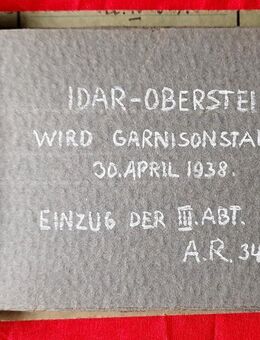 IDAR-OBERSTEI
WIRD GARNISONSTA
30.APRIL 1938.
EINZUG DER III.ABT.
A.R. 34